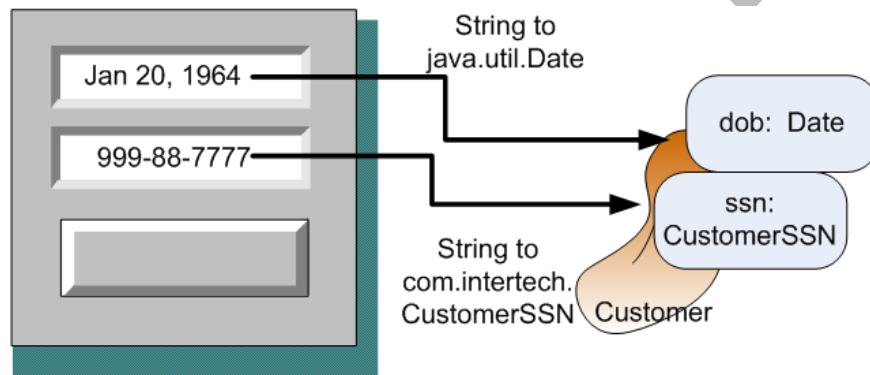 Jan 20, 1964
999-88-7777
String to
java.util.Date
dob: Date
ssn:
CustomerSSN
String to
com.intertech.
CustomerSSN
Customer